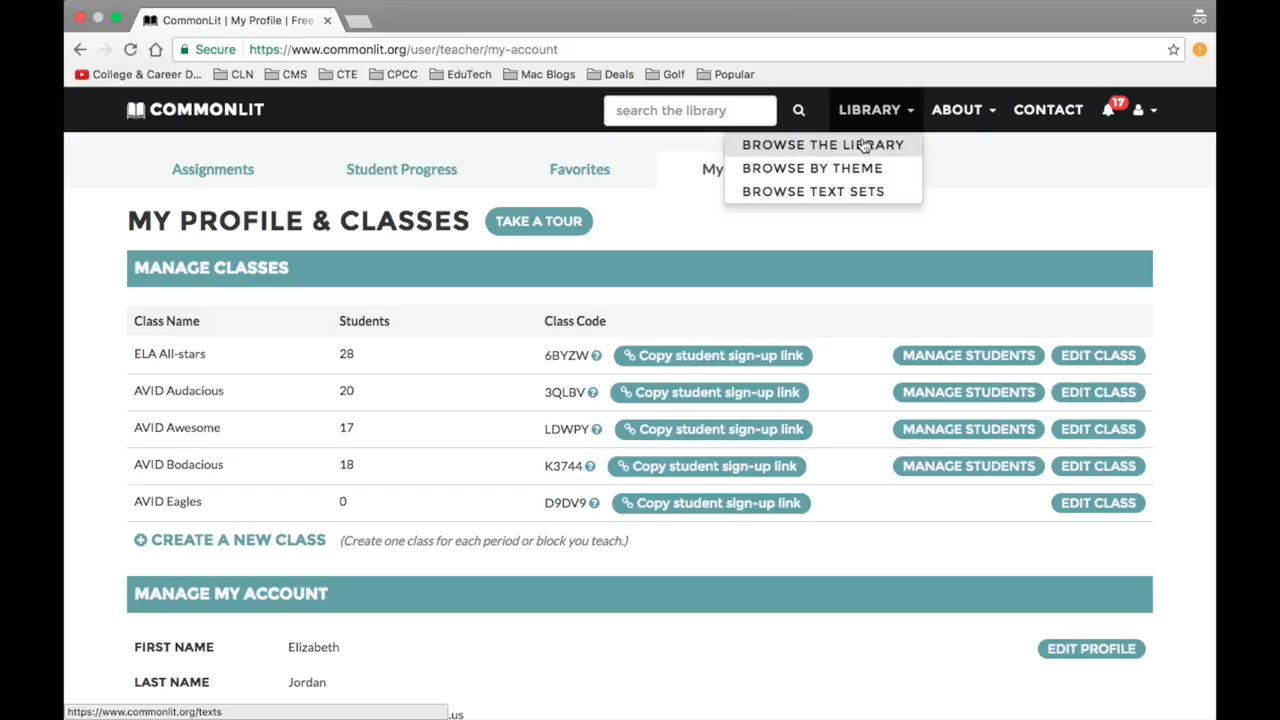 CommonLit | My Profile | Free
Secure https://www.commonlit.org/user/teacher/my-account
College & Career D... CLN CMS CTE CPCC EduTech Mac Blogs Deals Golf Popular
COMMONLIT search the library LIBRARY ABOUT CONTACT 17
BROWSE THE LIBRARY
BROWSE BY THEME
BROWSE TEXT SETS
Assignments Student Progress Favorites My
MY PROFILE & CLASSES TAKE A TOUR
MANAGE CLASSES
Class Name Students Class Code
ELA All-stars 28 6BYZW Copy student sign-up link MANAGE STUDENTS EDIT CLASS
AVID Audacious 20 3QLBV Copy student sign-up link MANAGE STUDENTS EDIT CLASS
AVID Awesome 17 LDWPY Copy student sign-up link MANAGE STUDENTS EDIT CLASS
AVID Bodacious 18 K3744 Copy student sign-up link MANAGE STUDENTS EDIT CLASS
AVID Eagles 0 D9DV9 Copy student sign-up link EDIT CLASS
CREATE A NEW CLASS (Create one class for each period or block you teach.)
MANAGE MY ACCOUNT
FIRST NAME Elizabeth EDIT PROFILE
LAST NAME Jordan
https://www.commonlit.org/texts .us